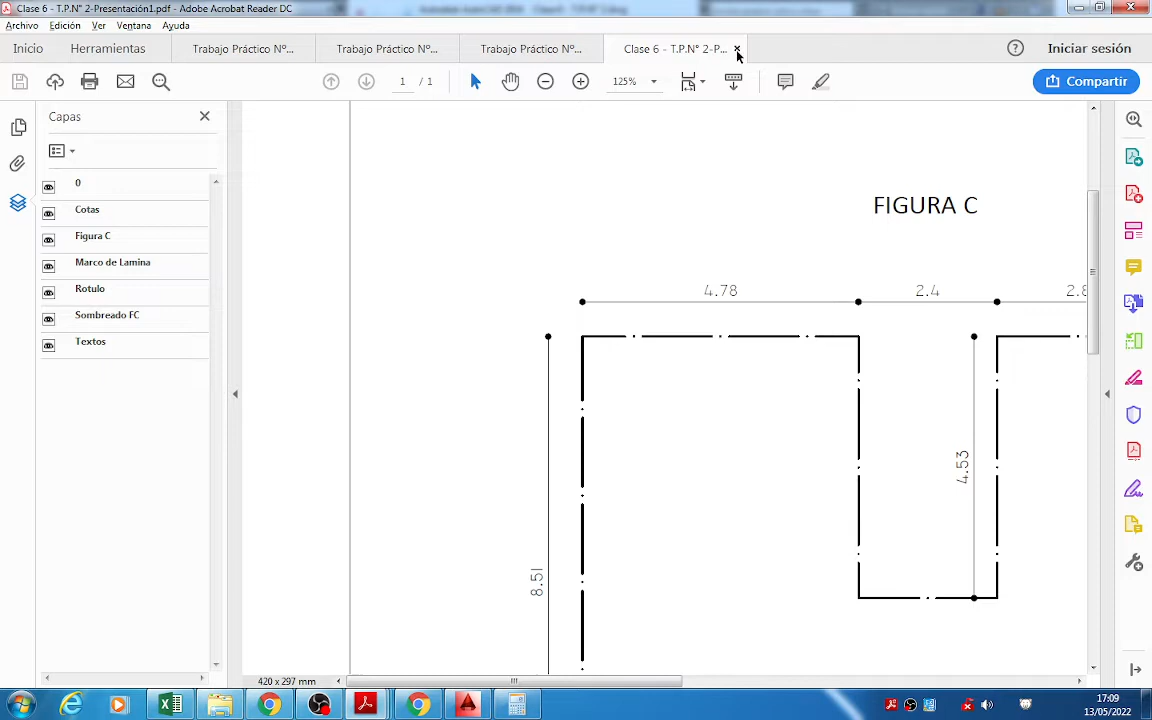 Clase 6 - T.P.N° 2-Presentación1.pdf - Adobe Acrobat Reader DC
Archivo Edición Ver Ventana Ayuda
Inicio Herramientas Trabajo Práctico N°... Trabajo Práctico N°... Trabajo Práctico N°... Clase 6 - T.P.N° 2-P... Iniciar sesión
1 / 1 125% Compartir
Capas
0
Cotas
Figura C
Marco de Lamina
Rotulo
Sombreado FC
Textos
FIGURA C
4.78 2.4 2.8
4.53
8.51
420 x 297 mm
17:09
13/05/2022